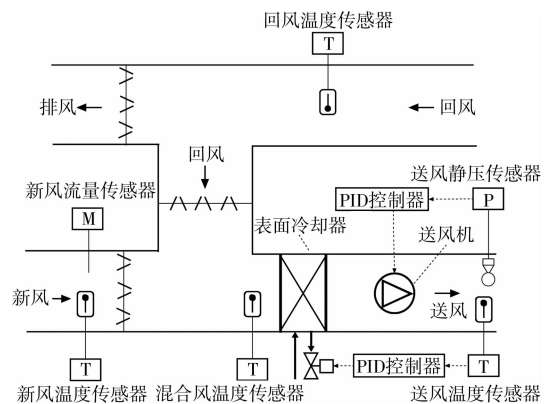 回风温度传感器
T
排风
回风
回风
新风流量传感器
M
送风静压传感器
PID控制器
P
表面冷却器
送风机
新风
送风
T
T
PID控制器
T
新风温度传感器
混合风温度传感器
送风温度传感器